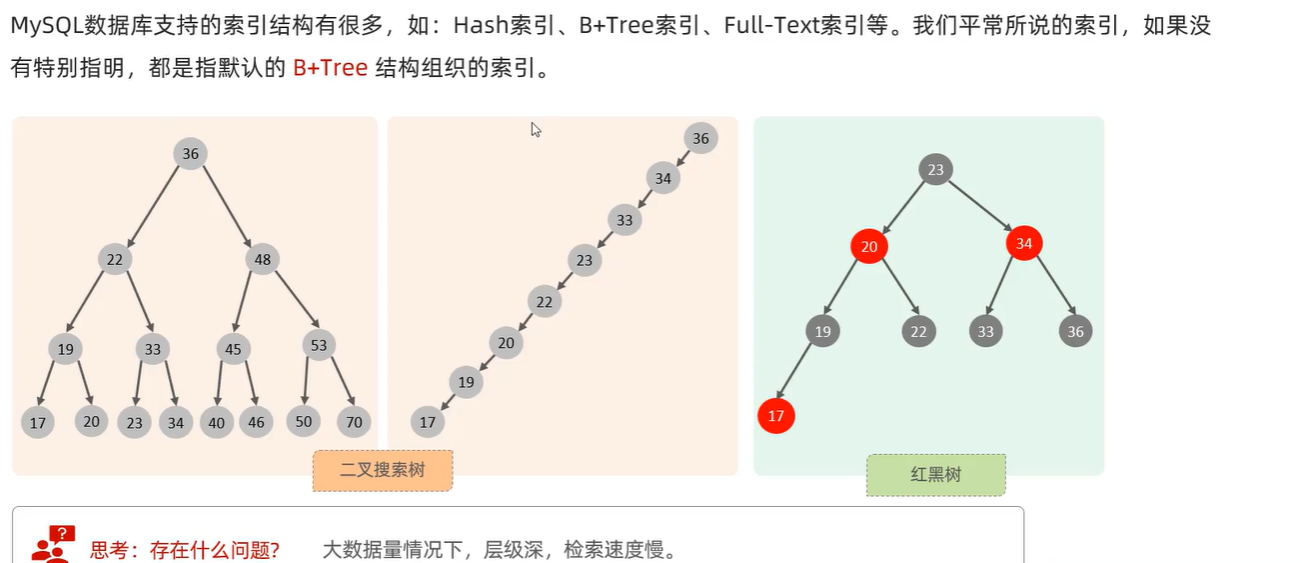 MySQL数据库支持的索引结构有很多，如：Hash索引、B+Tree索引、Full-Text索引等。我们平常所说的索引，如果没
有特别指明，都是指默认的 B+Tree 结构组织的索引。
36
22 48
19 33 45 53
17 20 23 34 40 46 50 70
36
34
33
23
22
20
19
17
二叉搜索树
23
20 34
19 22 33 36
17
红黑树
?
思考：存在什么问题? 大数据量情况下，层级深，检索速度慢。